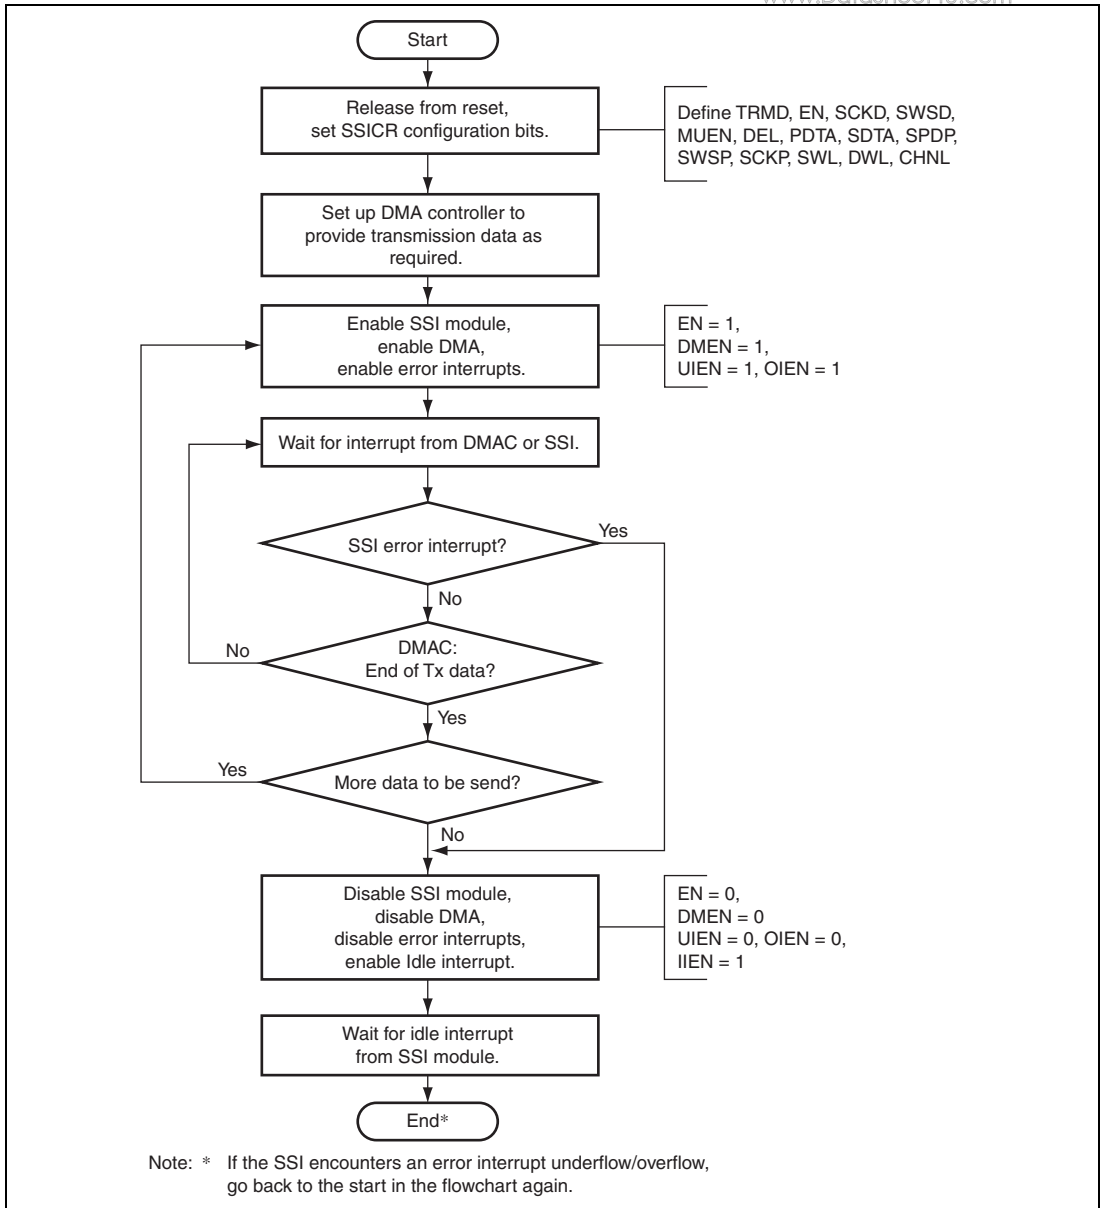 Start
Release from reset,
set SSICR configuration bits.
Define TRMD, EN, SCKD, SWSD,
MUEN, DEL, PDTA, SDTA, SPDP,
SWSP, SCKP, SWL, DWL, CHNL
Set up DMA controller to
provide transmission data as
required.
Enable SSI module,
enable DMA,
enable error interrupts.
EN = 1,
DMEN = 1,
UIEN = 1, OIEN = 1
Wait for interrupt from DMAC or SSI.
SSI error interrupt?
Yes
No
DMAC:
End of Tx data?
No
Yes
More data to be send?
Yes
No
Disable SSI module,
disable DMA,
disable error interrupts,
enable Idle interrupt.
EN = 0,
DMEN = 0
UIEN = 0, OIEN = 0,
IIEN = 1
Wait for idle interrupt
from SSI module.
End*
Note: * If the SSI encounters an error interrupt underflow/overflow,
go back to the start in the flowchart again.